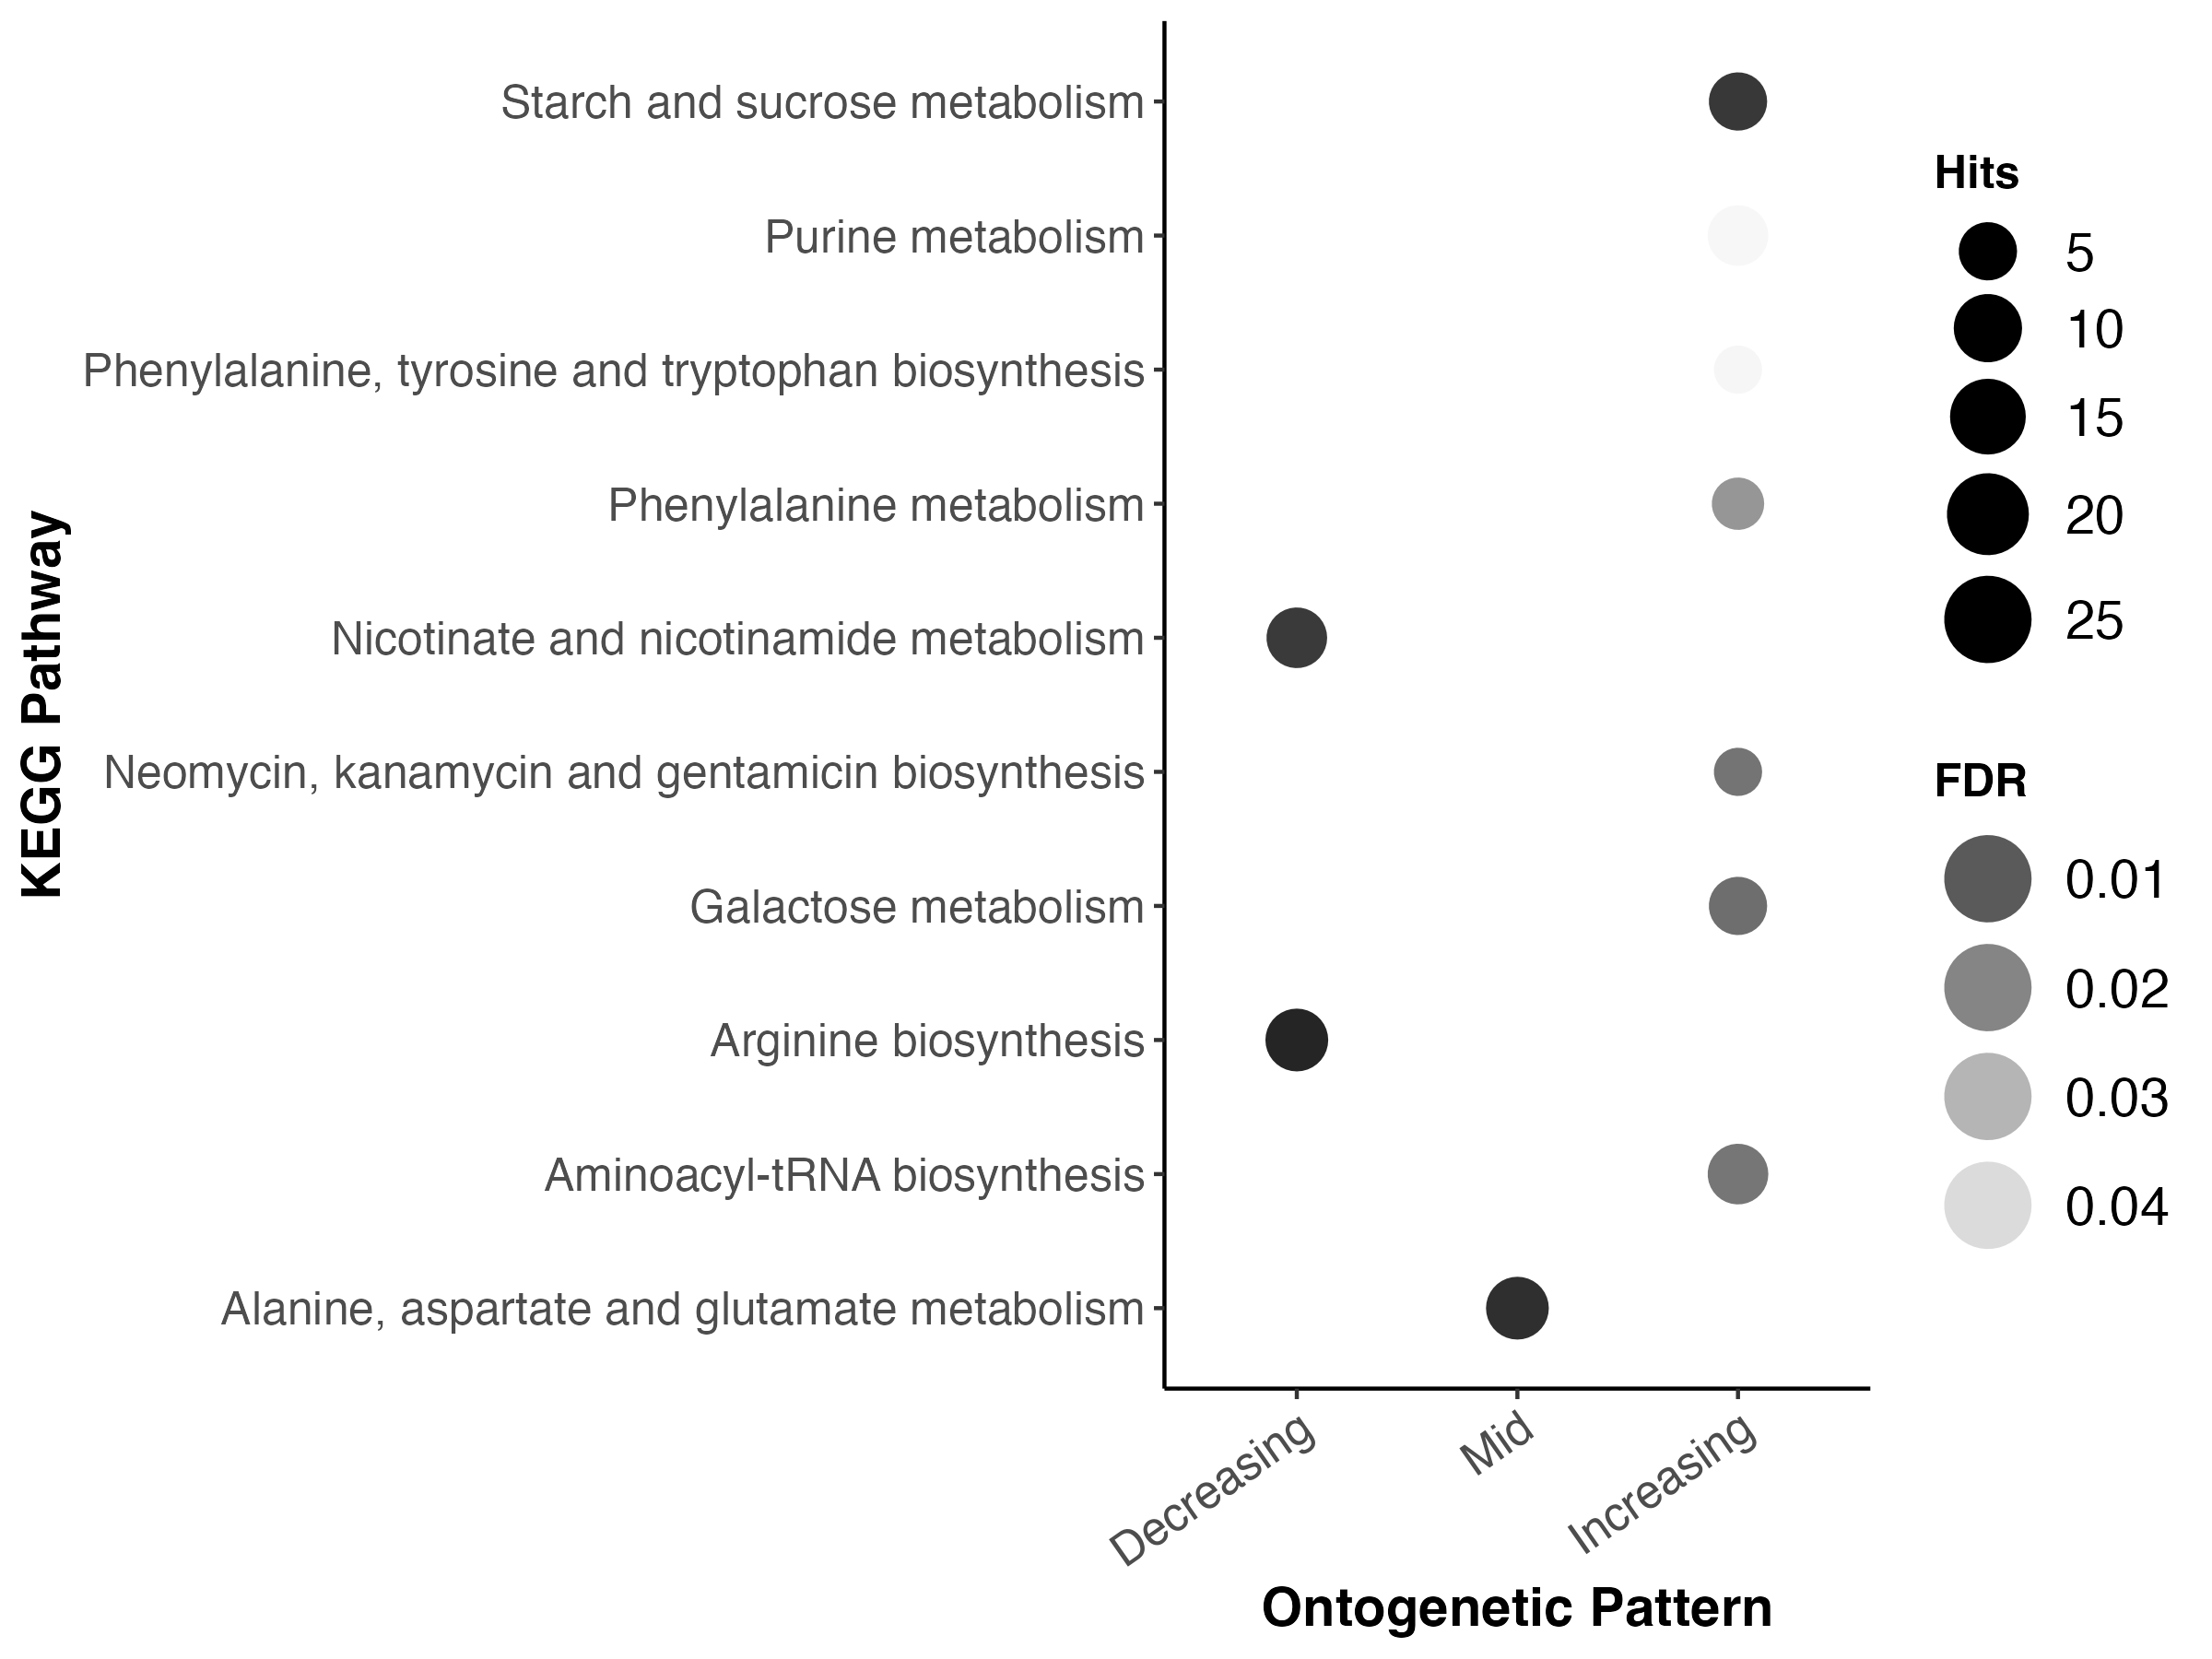 KEGG Pathway
Starch and sucrose metabolism
Purine metabolism
Phenylalanine, tyrosine and tryptophan biosynthesis
Phenylalanine metabolism
Nicotinate and nicotinamide metabolism
Neomycin, kanamycin and gentamicin biosynthesis
Galactose metabolism
Arginine biosynthesis
Aminoacyl-tRNA biosynthesis
Alanine, aspartate and glutamate metabolism
Decreasing
Mid
Increasing
Ontogenetic Pattern
Hits
5
10
15
20
25
FDR
0.01
0.02
0.03
0.04